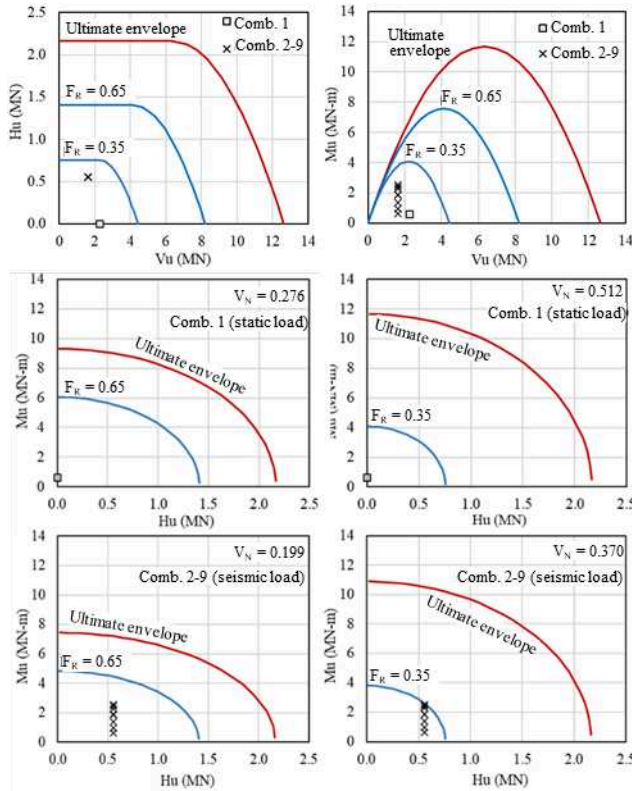 Ultimate envelope
Comb. 1
Comb. 2-9
F_R = 0.65
F_R = 0.35
Hu (MN)
2.5
2.0
1.5
1.0
0.5
0.0
0 2 4 6 8 10 12 14
Vu (MN)
Ultimate
envelope
Comb. 1
Comb. 2-9
F_R = 0.65
F_R = 0.35
Mu (MN-m)
14
12
10
8
6
4
2
0
0 2 4 6 8 10 12 14
Vu (MN)
V_N = 0.276
Comb. 1 (static load)
Ultimate envelope
F_R = 0.65
Mu (MN-m)
14
12
10
8
6
4
2
0
0.0 0.5 1.0 1.5 2.0 2.5
Hu (MN)
V_N = 0.512
Comb. 1 (static load)
Ultimate envelope
F_R = 0.35
Mu (MN-m)
14
12
10
8
6
4
2
0
0.0 0.5 1.0 1.5 2.0 2.5
Hu (MN)
V_N = 0.199
Comb. 2-9 (seismic load)
Ultimate envelope
F_R = 0.65
Mu (MN-m)
14
12
10
8
6
4
2
0
0.0 0.5 1.0 1.5 2.0 2.5
Hu (MN)
V_N = 0.370
Comb. 2-9 (seismic load)
Ultimate envelope
F_R = 0.35
Mu (MN-m)
14
12
10
8
6
4
2
0
0.0 0.5 1.0 1.5 2.0 2.5
Hu (MN)